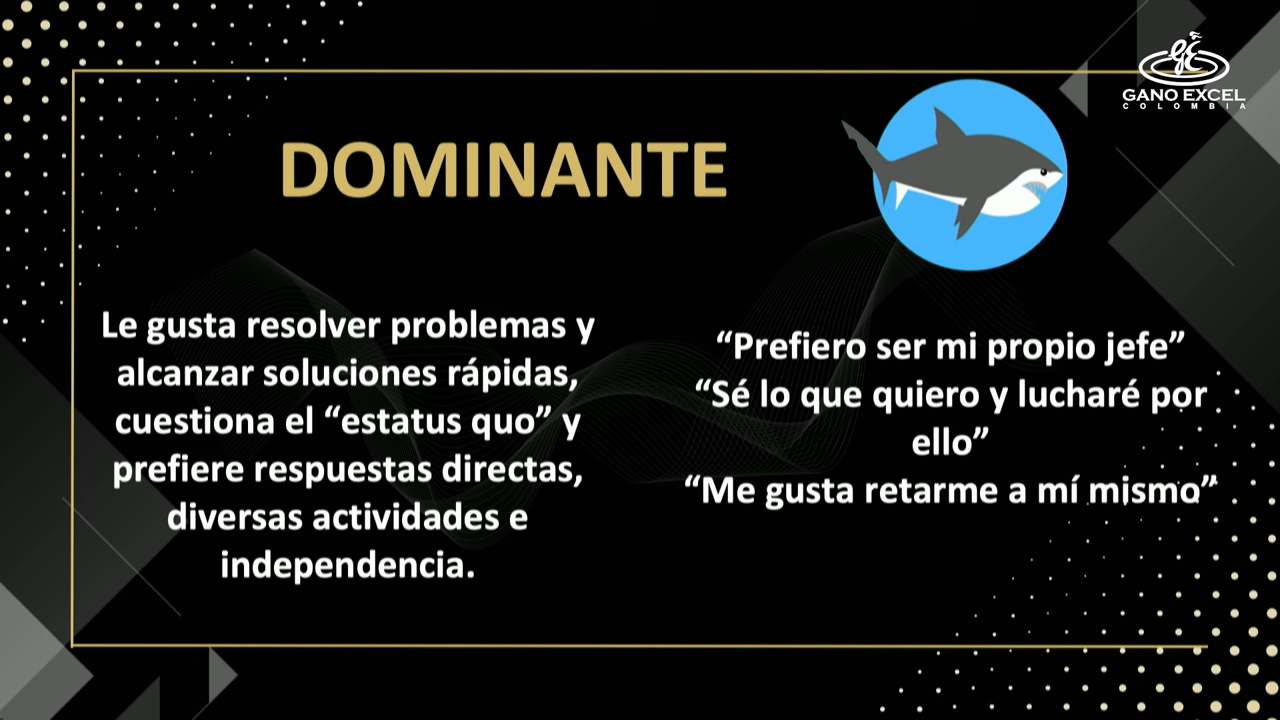 GANO EXCEL
COLOMBIA
DOMINANTE
Le gusta resolver problemas y
alcanzar soluciones rápidas,
cuestiona el “estatus quo” y
prefiere respuestas directas,
diversas actividades e
independencia.
“Prefiero ser mi propio jefe”
“Sé lo que quiero y lucharé por
ello”
“Me gusta retarme a mí mismo”